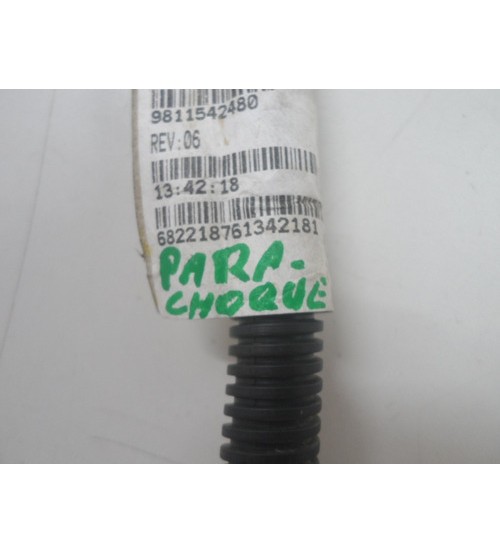 9811542480
REV:06
13:42:18
682218761342181
PARA-
CHOQUE